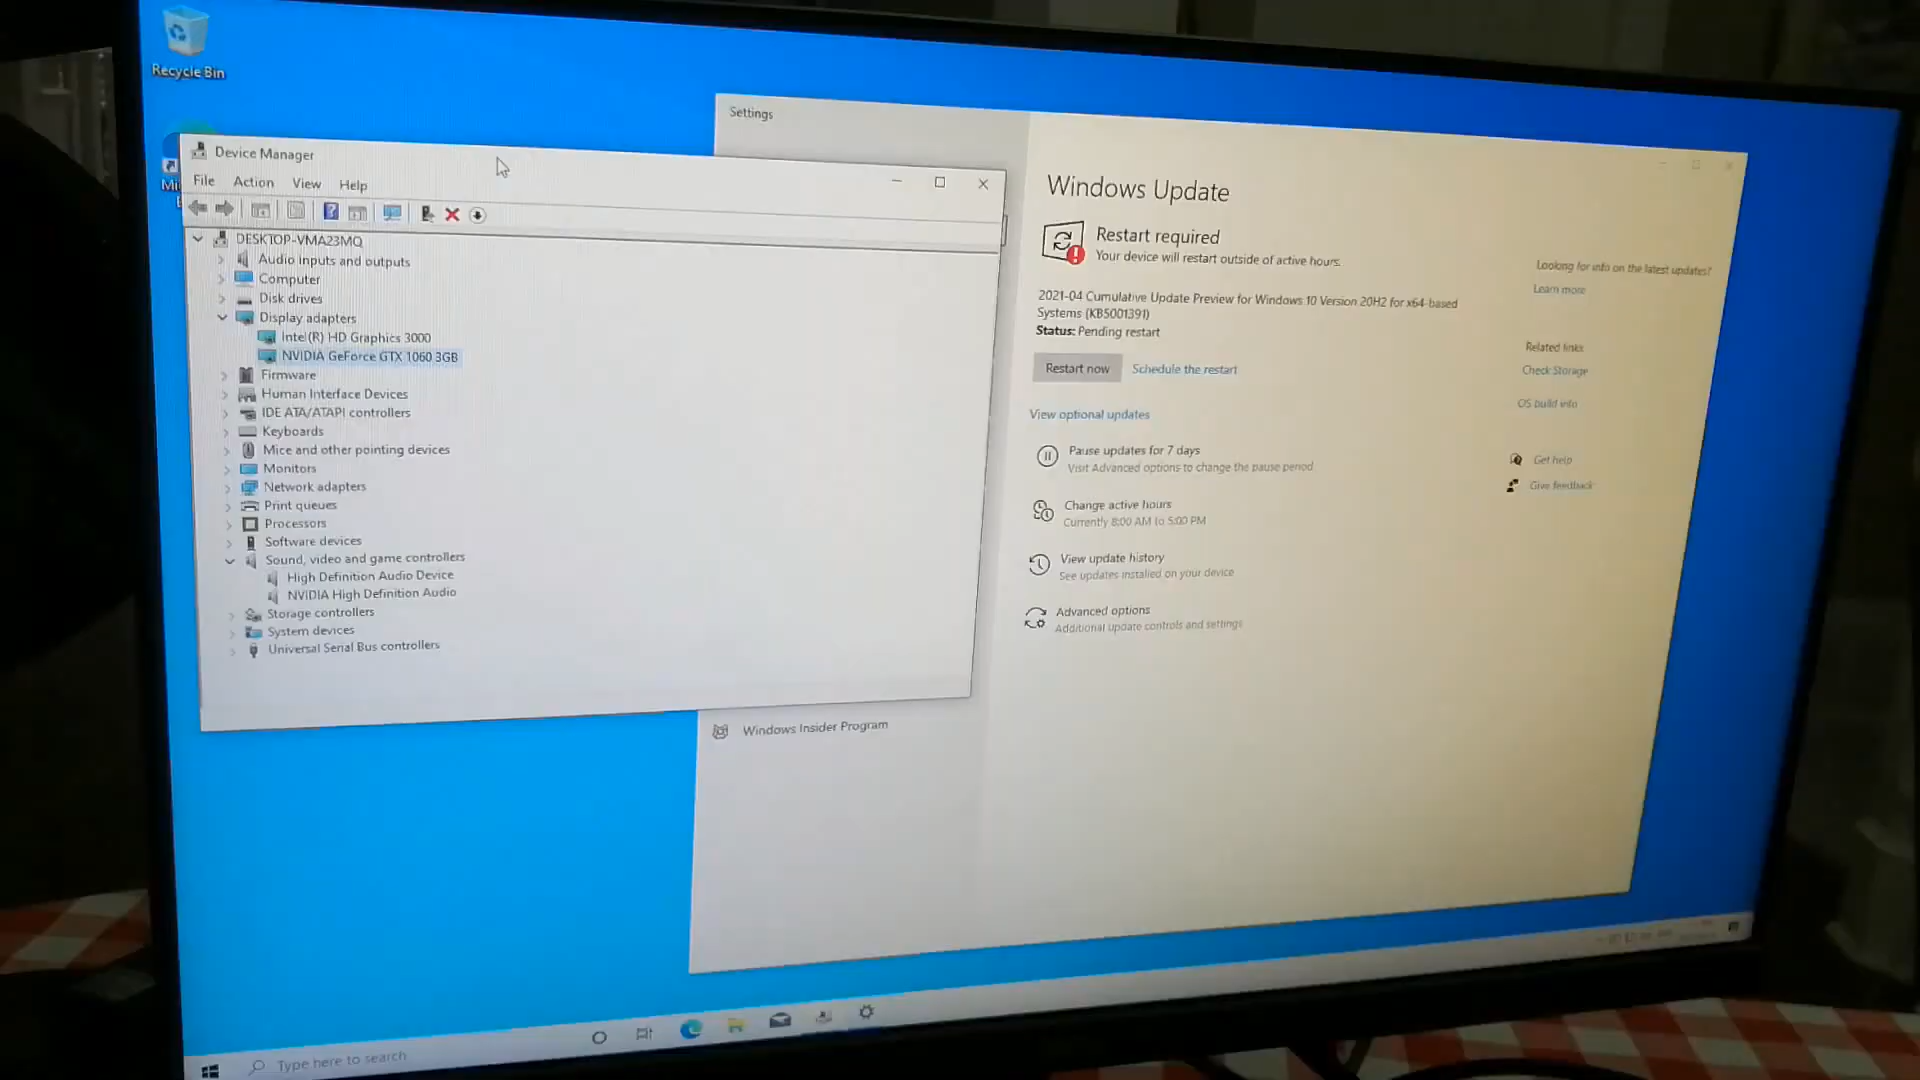 Recycle Bin
Device Manager
File Action View Help
DESKTOP-VMA23MQ
Audio inputs and outputs
Computer
Disk drives
Display adapters
Intel(R) HD Graphics 3000
NVIDIA GeForce GTX 1060 3GB
Firmware
Human Interface Devices
IDE ATA/ATAPI controllers
Keyboards
Mice and other pointing devices
Monitors
Network adapters
Print queues
Processors
Software devices
Sound, video and game controllers
High Definition Audio Device
NVIDIA High Definition Audio
Storage controllers
System devices
Universal Serial Bus controllers
Settings
Windows Update
Restart required
Your device will restart outside of active hours.
2021-04 Cumulative Update Preview for Windows 10 Version 20H2 for x64-based
Systems (KB5001391)
Status: Pending restart
Restart now Schedule the restart
View optional updates
Pause updates for 7 days
Visit Advanced options to change the pause period
Change active hours
Currently 8:00 AM to 5:00 PM
View update history
See updates installed on your device
Advanced options
Additional update controls and settings
Looking for info on the latest updates?
Learn more
Related links
Check Storage
OS build info
Get help
Give feedback
Windows Insider Program
Type here to search